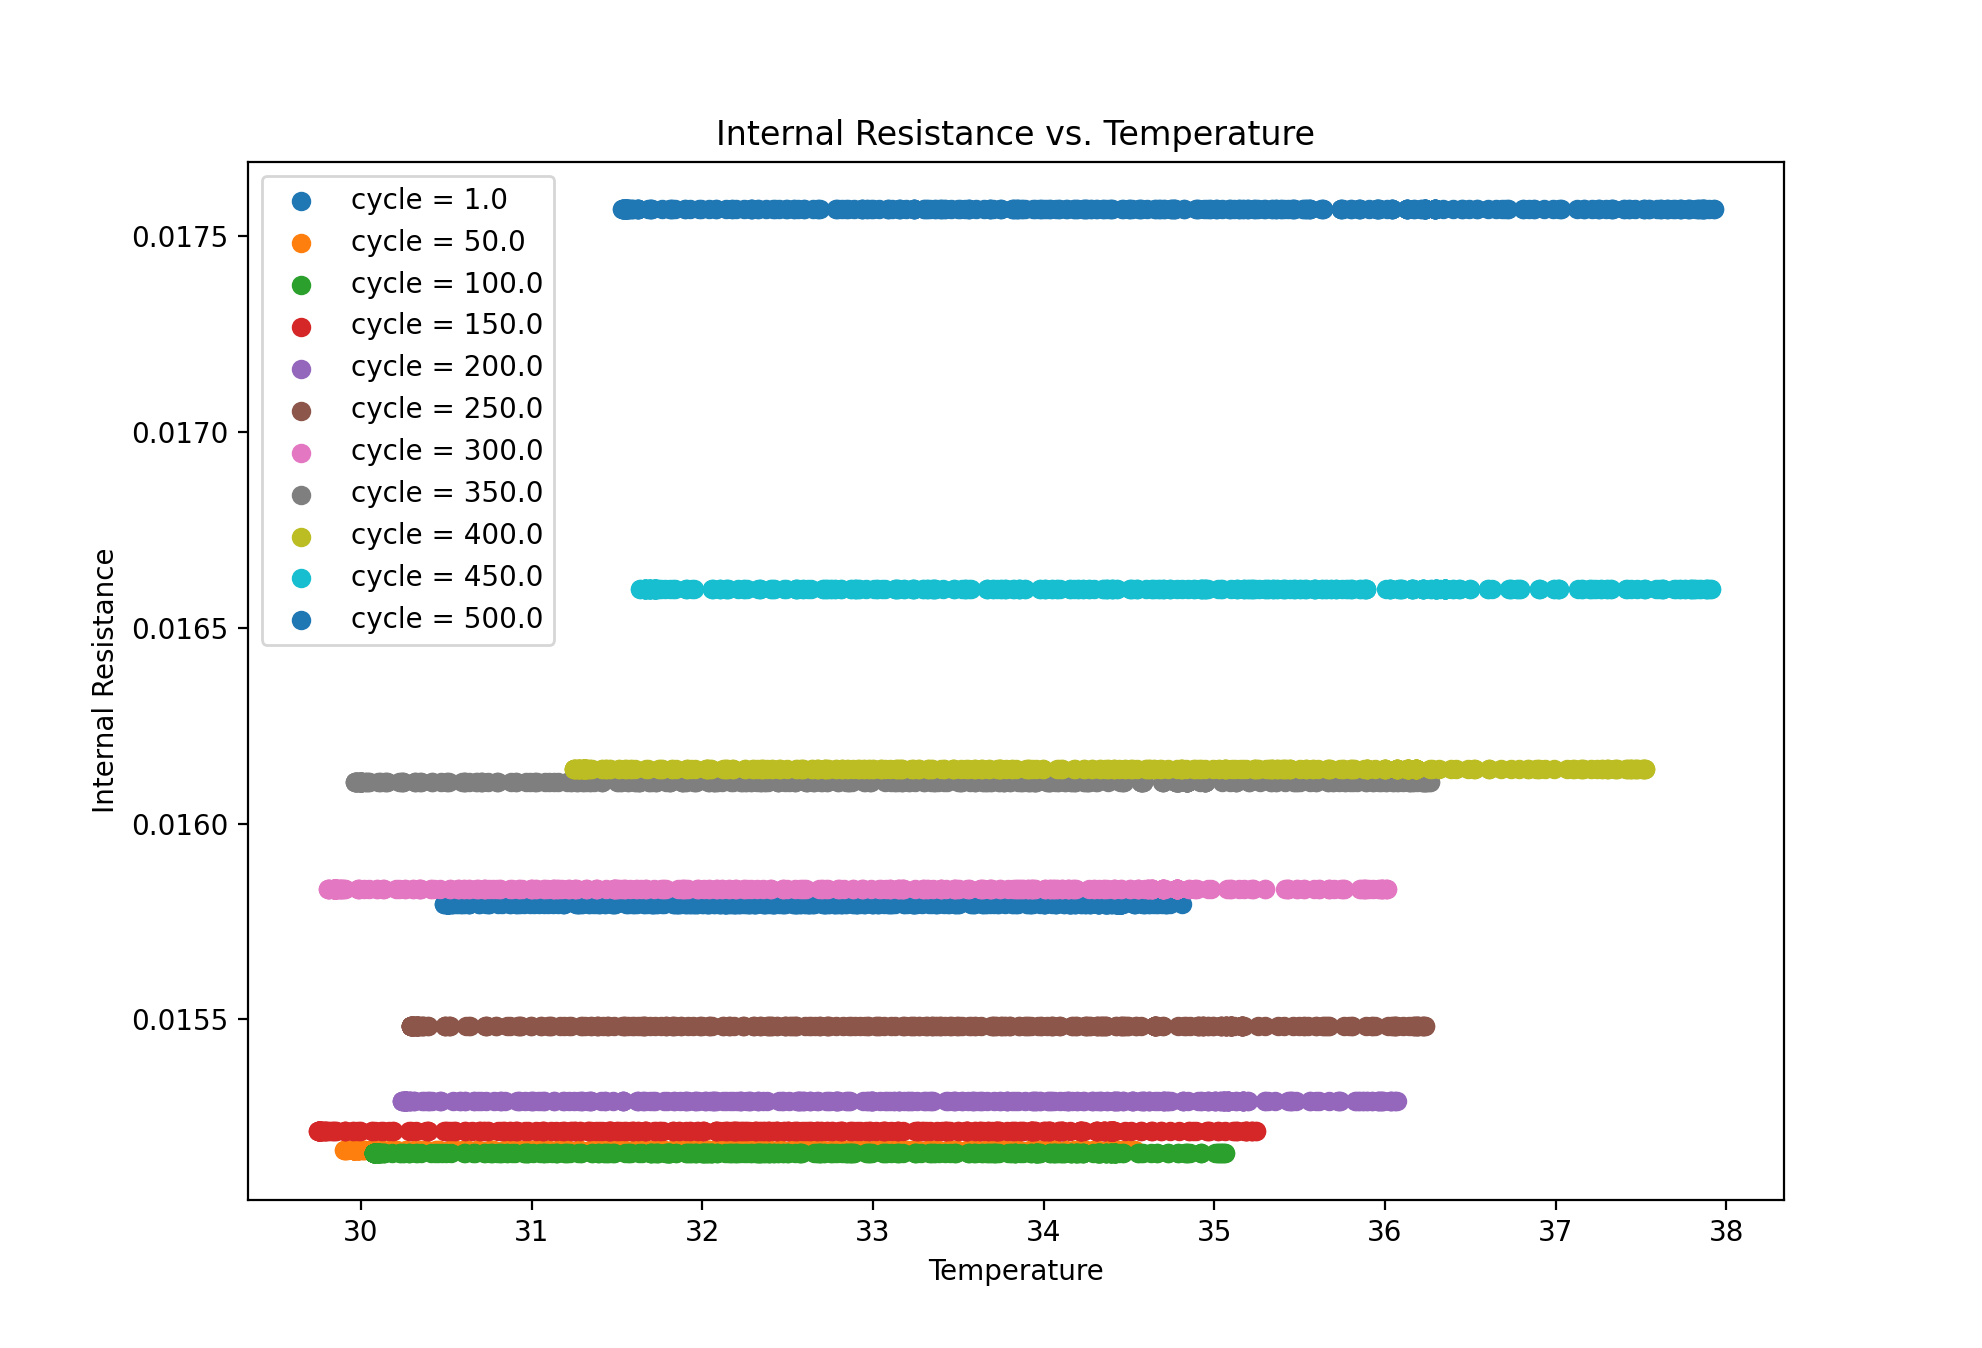 Internal Resistance vs. Temperature
cycle = 1.0
cycle = 50.0
cycle = 100.0
cycle = 150.0
cycle = 200.0
cycle = 250.0
cycle = 300.0
cycle = 350.0
cycle = 400.0
cycle = 450.0
cycle = 500.0
0.0175
0.0170
0.0165
0.0160
0.0155
Internal Resistance
30 31 32 33 34 35 36 37 38
Temperature